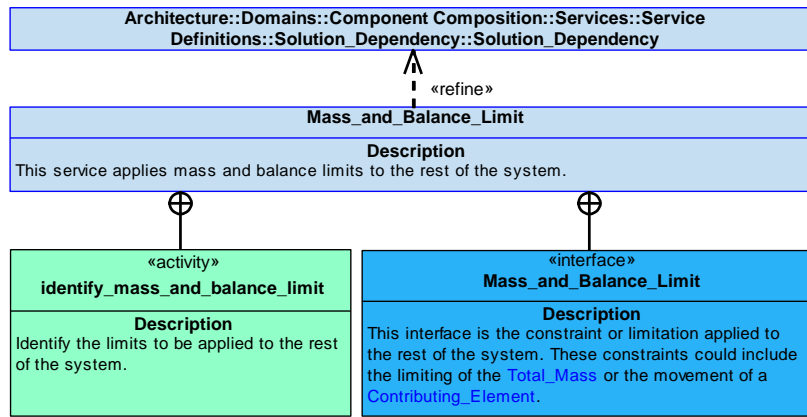 Architecture::Domains::Component Composition::Services::Service
Definitions::Solution_Dependency::Solution_Dependency
«refine»
Mass_and_Balance_Limit
Description
This service applies mass and balance limits to the rest of the system.
«activity»
identify_mass_and_balance_limit
Description
Identify the limits to be applied to the rest
of the system.
«interface»
Mass_and_Balance_Limit
Description
This interface is the constraint or limitation applied to
the rest of the system. These constraints could include
the limiting of the Total_Mass or the movement of a
Contributing_Element.